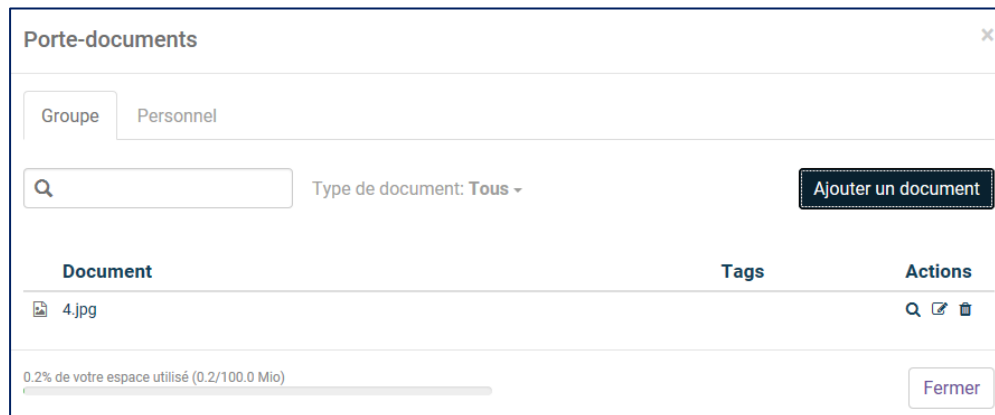 Porte-documents ×
Groupe Personnel
Type de document: Tous Ajouter un document
Document Tags Actions
4.jpg
0.2% de votre espace utilisé (0.2/100.0 Mio)
Fermer